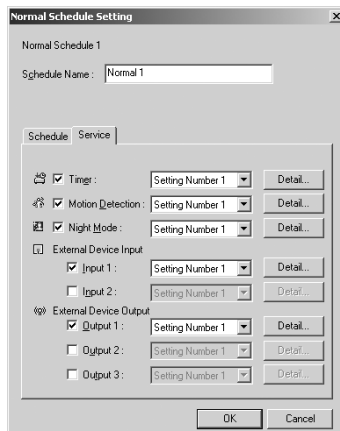 Normal Schedule Setting
Normal Schedule 1
Schedule Name : Normal 1
Schedule Service
Timer : Setting Number 1 Detail...
Motion Detection : Setting Number 1 Detail...
Night Mode : Setting Number 1 Detail...
External Device Input
Input 1 : Setting Number 1 Detail...
Input 2 : Setting Number 1 Detail...
External Device Output
Output 1 : Setting Number 1 Detail...
Output 2 : Setting Number 1 Detail...
Output 3 : Setting Number 1 Detail...
OK Cancel